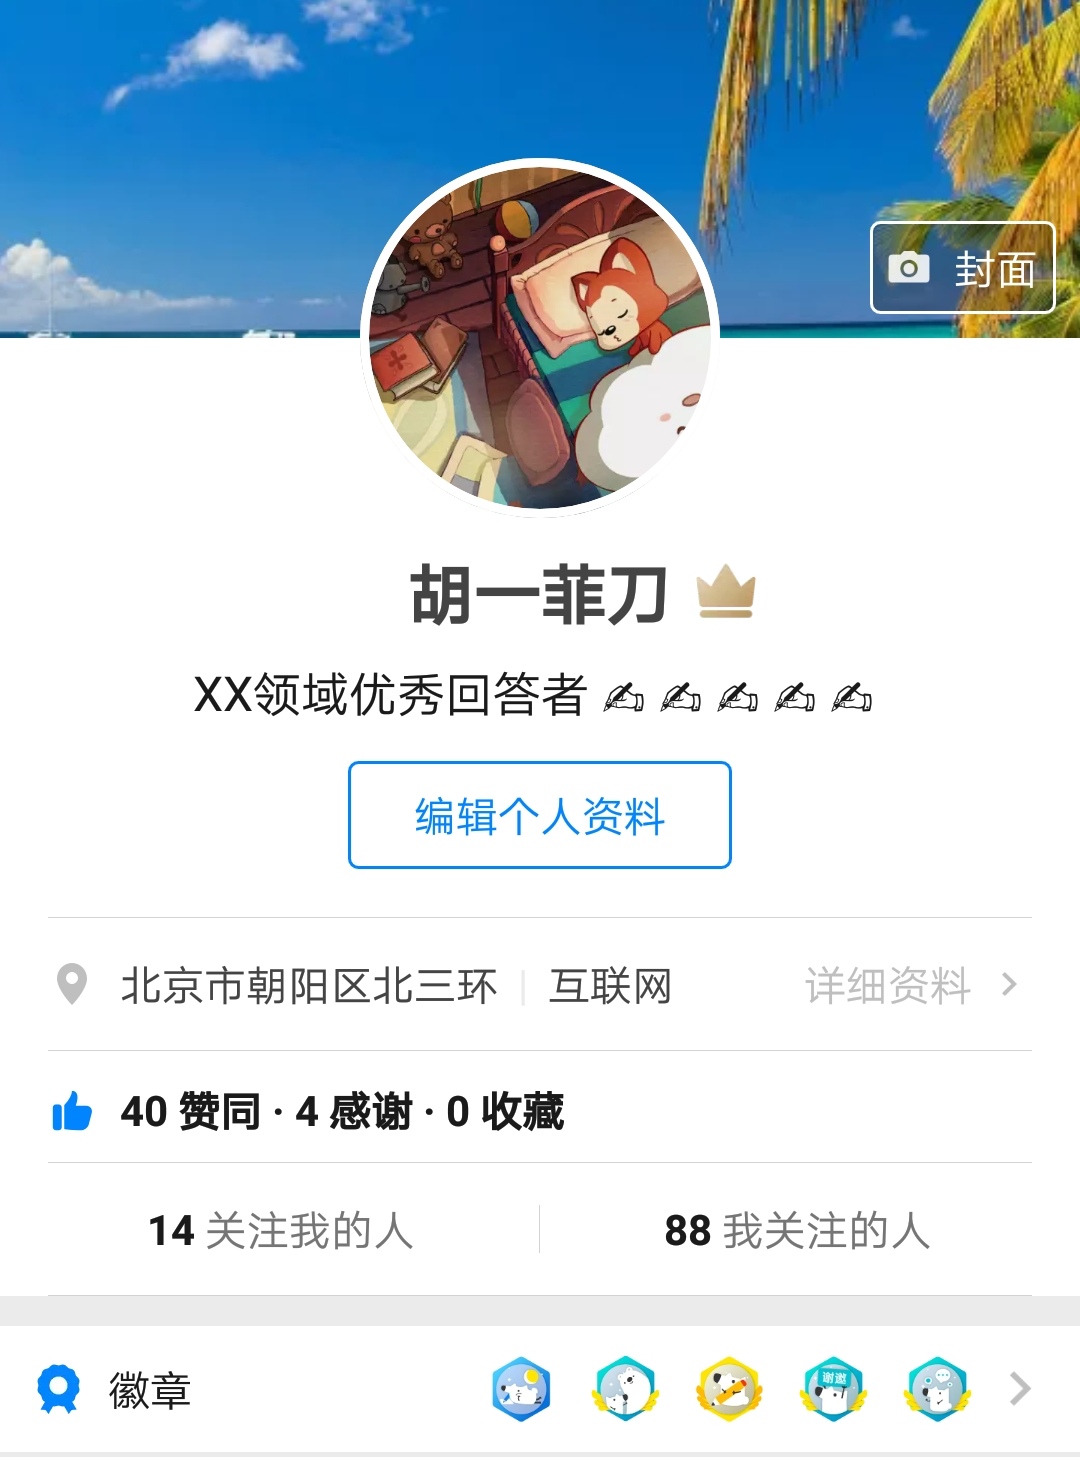 封面
胡一菲刀
XX领域优秀回答者 ✍ ✍ ✍ ✍ ✍
编辑个人资料
北京市朝阳区北三环 | 互联网 详细资料
40 赞同 · 4 感谢 · 0 收藏
14 关注我的人 88 我关注的人
徽章 谢邀